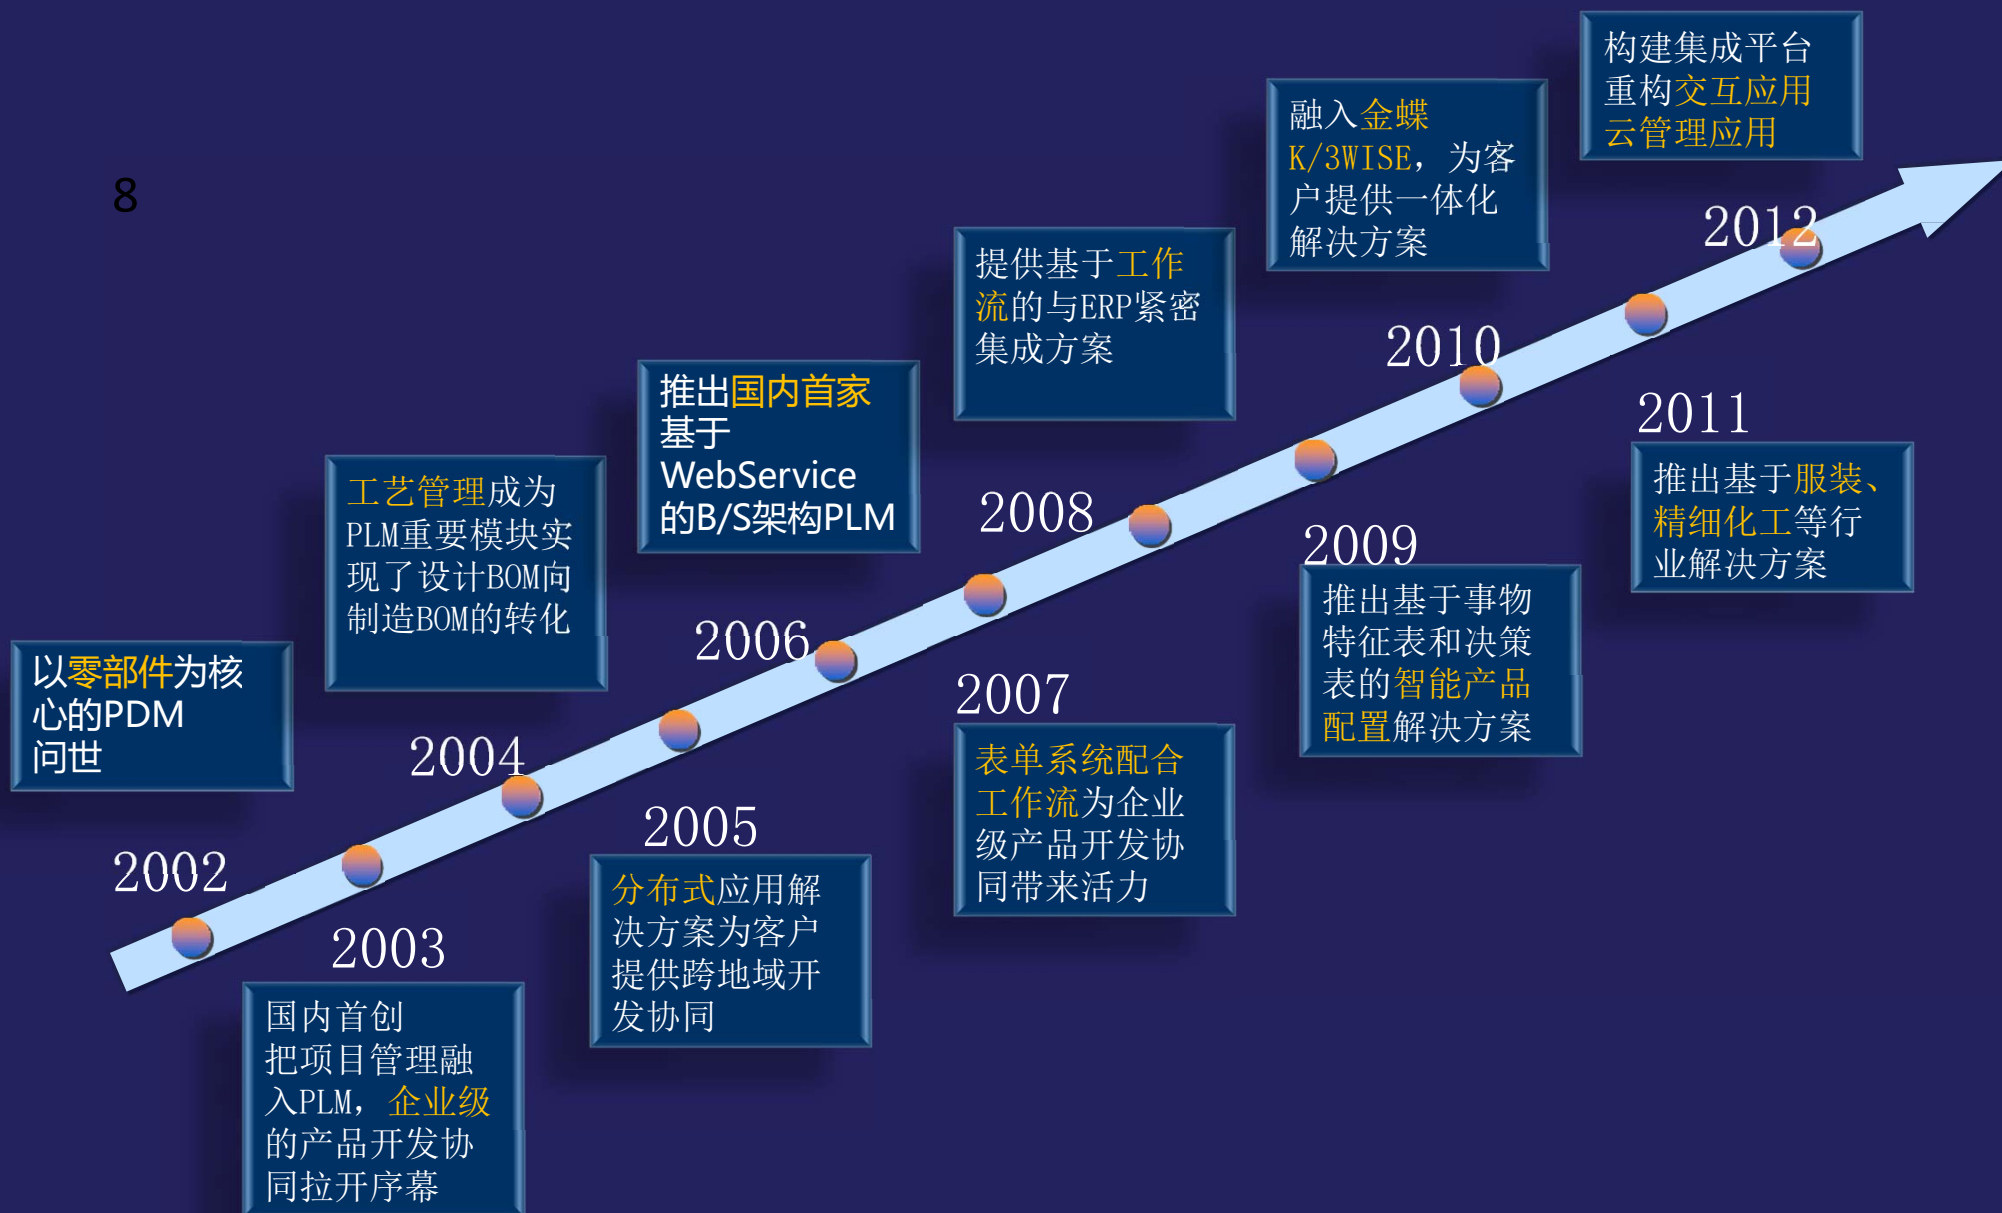 8
以零部件为核
心的PDM
问世
2002
2003
国内首创
把项目管理融
入PLM，企业级
的产品开发协
同拉开序幕
工艺管理成为
PLM重要模块实
现了设计BOM向
制造BOM的转化
2004
2005
分布式应用解
决方案为客户
提供跨地域开
发协同
推出国内首家
基于
WebService
的B/S架构PLM
2006
2007
表单系统配合
工作流为企业
级产品开发协
同带来活力
提供基于工作
流的与ERP紧密
集成方案
2008
2009
推出基于事物
特征表和决策
表的智能产品
配置解决方案
融入金蝶
K/3WISE，为客
户提供一体化
解决方案
2010
2011
推出基于服装、
精细化工等行
业解决方案
构建集成平台
重构交互应用
云管理应用
2012